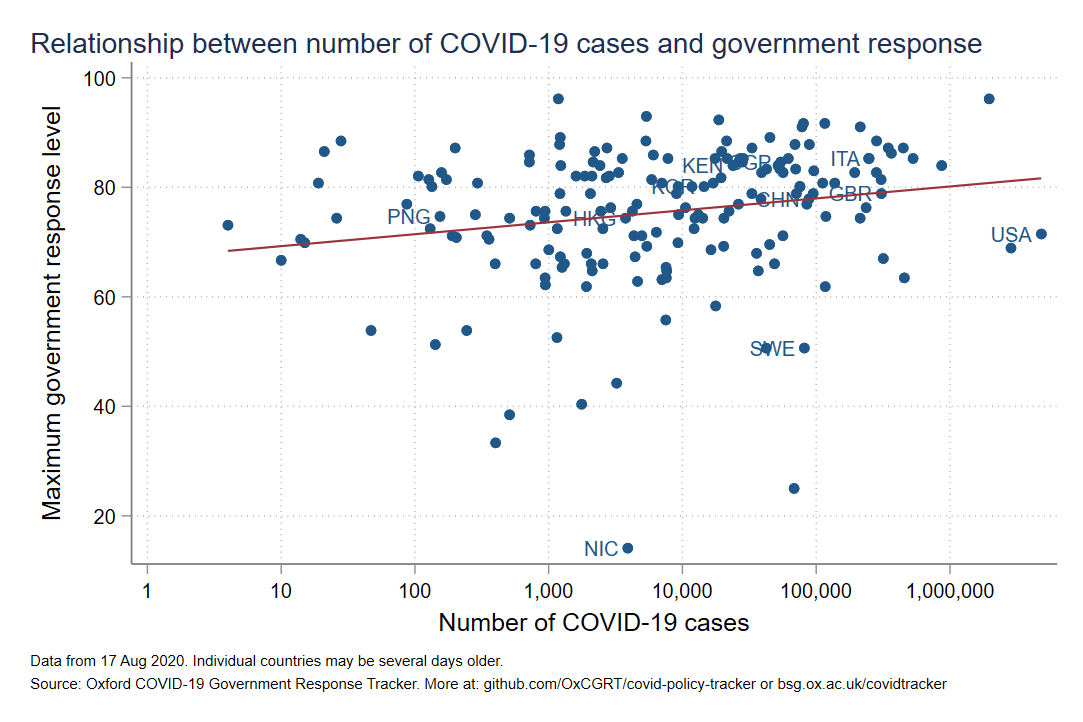 Relationship between number of COVID-19 cases and government response
Maximum government response level
100
80
60
40
20
KEN
ITA
KOR
CHN
GBR
PNG
HKG
USA
SWE
NIC
1
10
100
1,000
10,000
100,000
1,000,000
Number of COVID-19 cases
Data from 17 Aug 2020. Individual countries may be several days older.
Source: Oxford COVID-19 Government Response Tracker. More at: github.com/OxCGRT/covid-policy-tracker or bsg.ox.ac.uk/covidtracker